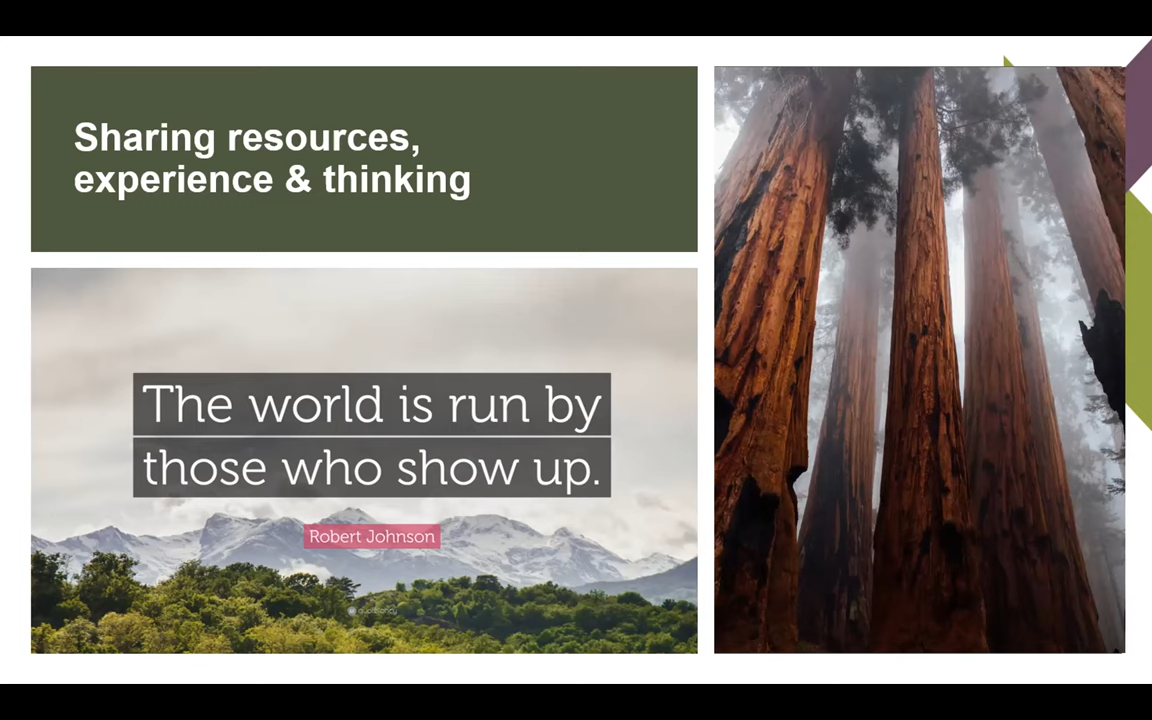 Sharing resources,
experience & thinking
The world is run by
those who show up.
Robert Johnson